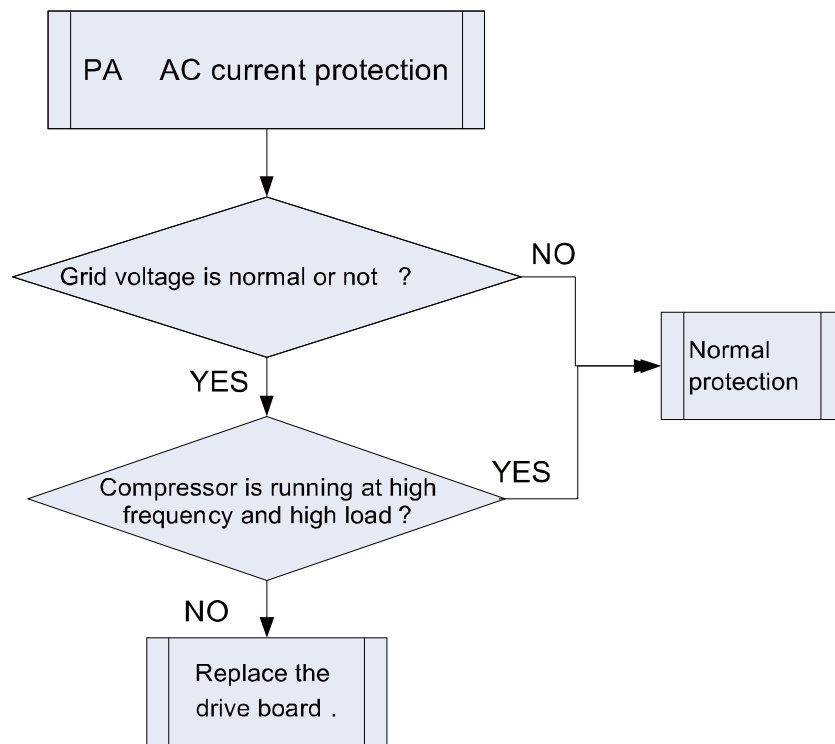 PA AC current protection
Grid voltage is normal or not ?
NO
Normal
protection
YES
Compressor is running at high
frequency and high load ?
YES
NO
Replace the
drive board .